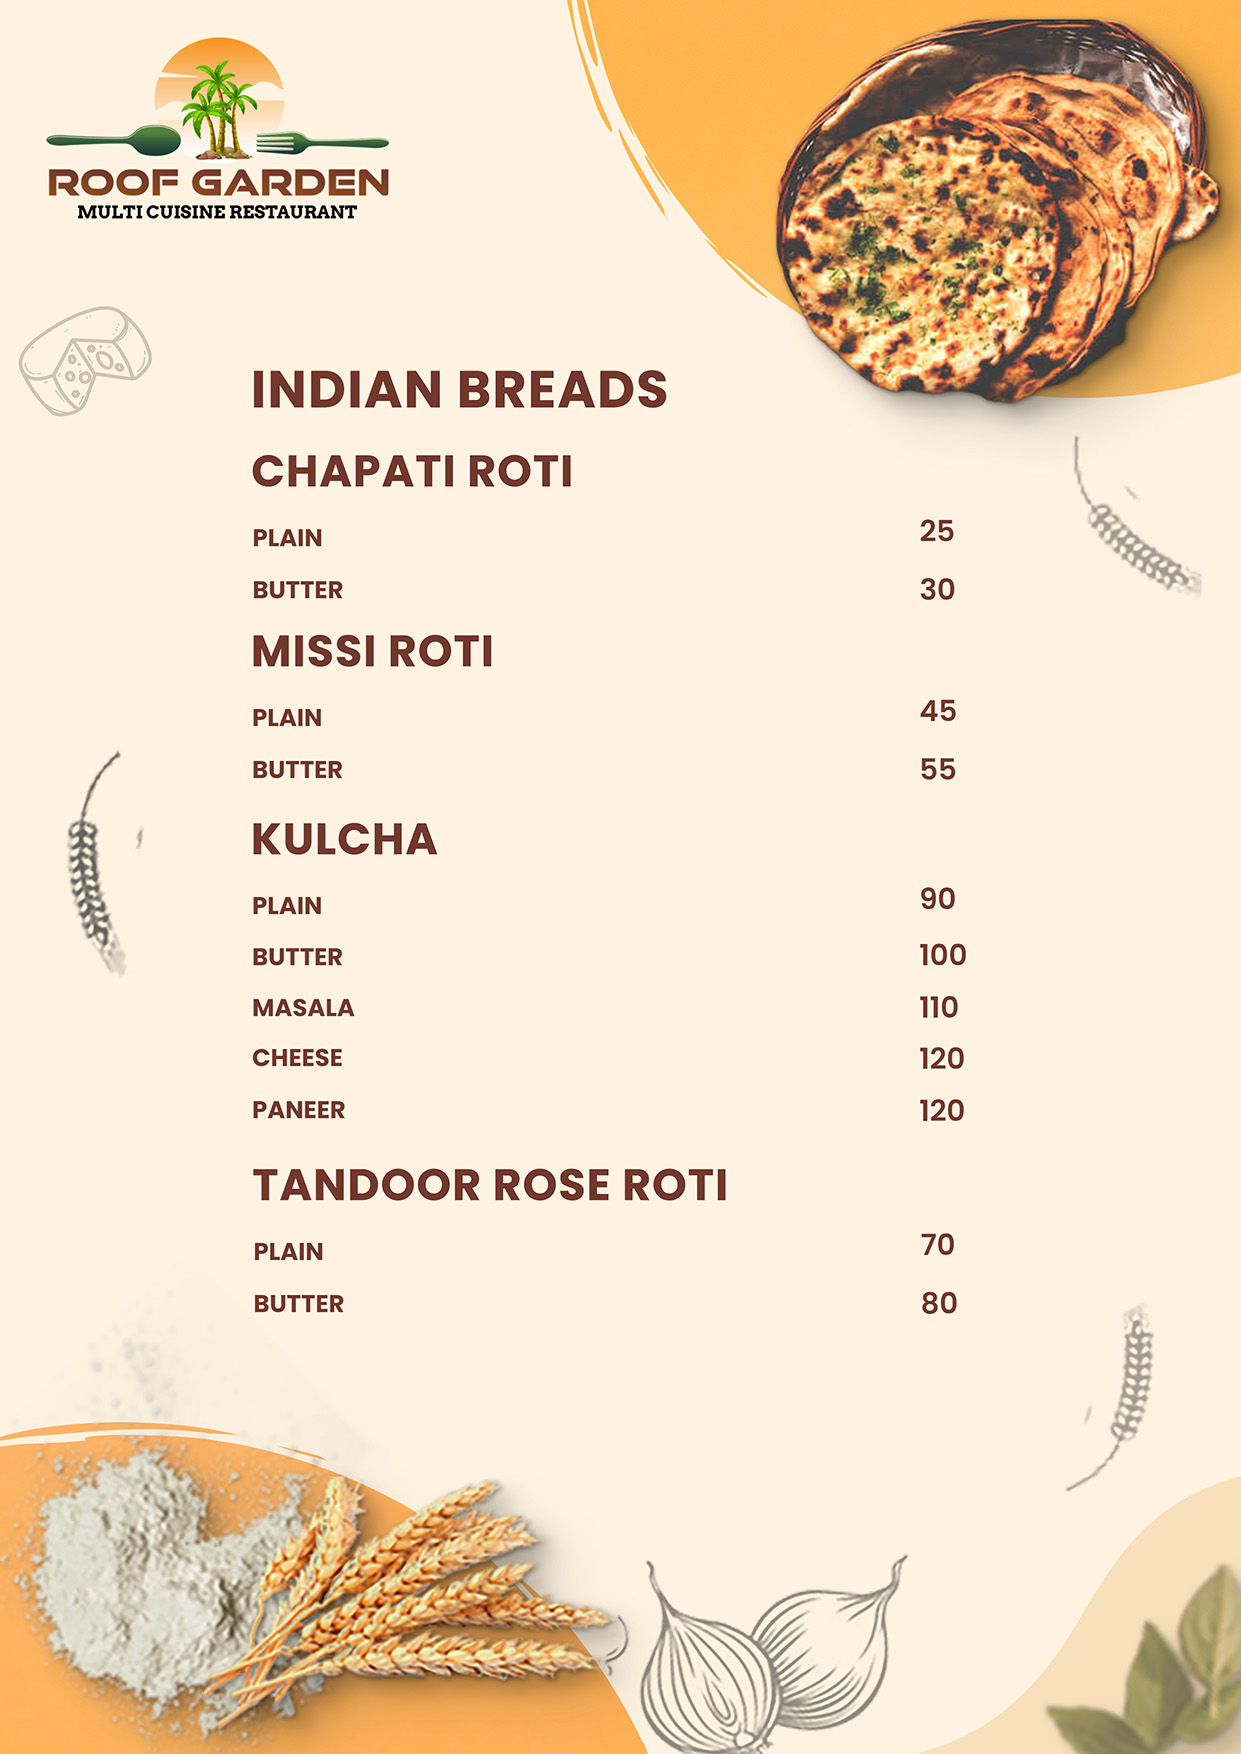 ROOF GARDEN
MULTI CUISINE RESTAURANT
INDIAN BREADS
CHAPATI ROTI
PLAIN 25
BUTTER 30
MISSI ROTI
PLAIN 45
BUTTER 55
KULCHA
PLAIN 90
BUTTER 100
MASALA 110
CHEESE 120
PANEER 120
TANDOOR ROSE ROTI
PLAIN 70
BUTTER 80